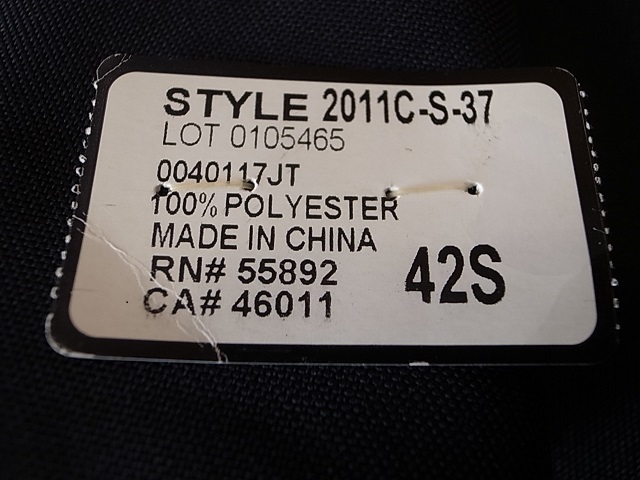 STYLE 2011C-S-37
LOT 0105465
0040117JT
100% POLYESTER
MADE IN CHINA
RN# 55892
CA# 46011
42S